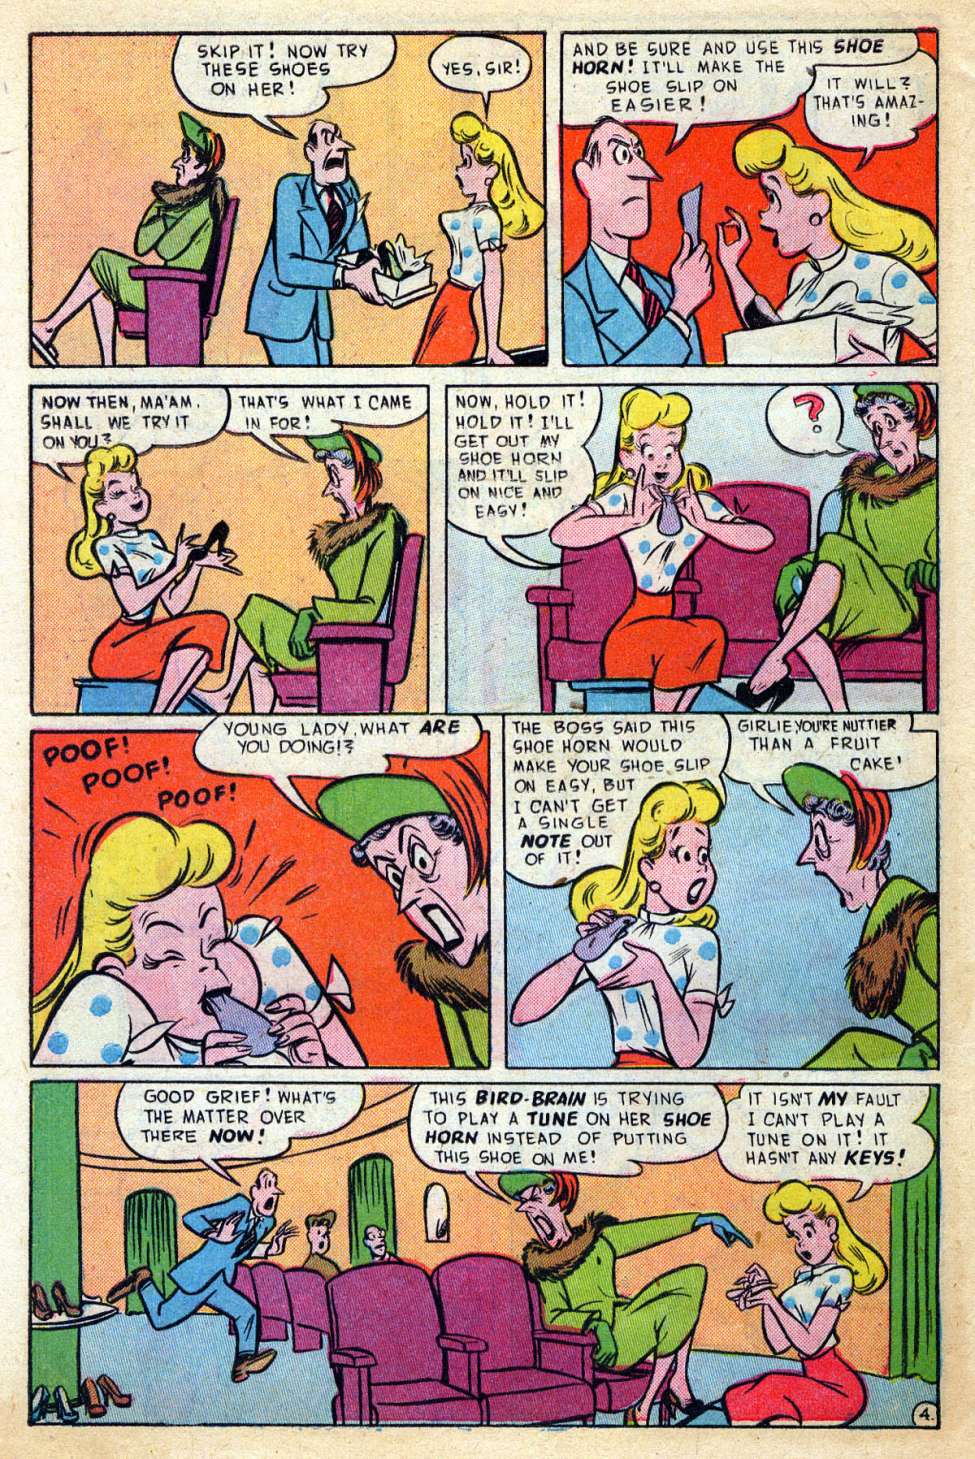 SKIP IT! NOW TRY
THESE SHOES
ON HER!
YES, SIR!
AND BE SURE AND USE THIS SHOE
HORN! IT'LL MAKE THE
SHOE SLIP ON
EASIER!
IT WILL?
THAT'S AMAZ-
ING!
NOW THEN, MA'AM.
SHALL WE TRY IT
ON YOU?
THAT'S WHAT I CAME
IN FOR!
NOW, HOLD IT!
HOLD IT! I'LL
GET OUT MY
SHOE HORN
AND IT'LL SLIP
ON NICE AND
EASY!
?
POOF!
POOF!
POOF!
YOUNG LADY, WHAT ARE
YOU DOING!?
THE BOSS SAID THIS
SHOE HORN WOULD
MAKE YOUR SHOE SLIP
ON EASY, BUT
I CAN'T GET
A SINGLE
NOTE OUT
OF IT!
GIRLIE, YOU'RE NUTTIER
THAN A FRUIT
CAKE!
GOOD GRIEF! WHAT'S
THE MATTER OVER
THERE NOW!
THIS BIRD-BRAIN IS TRYING
TO PLAY A TUNE ON HER SHOE
HORN INSTEAD OF PUTTING
THIS SHOE ON ME!
IT ISN'T MY FAULT
I CAN'T PLAY A
TUNE ON IT! IT
HASN'T ANY KEYS!
4.